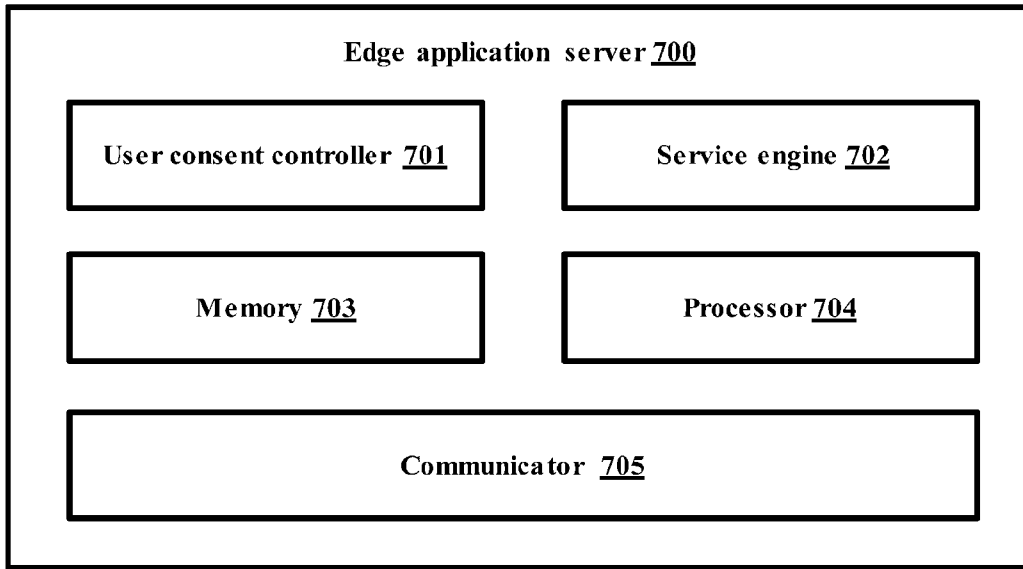 Edge application server 700
User consent controller 701
Service engine 702
Memory 703
Processor 704
Communicator 705